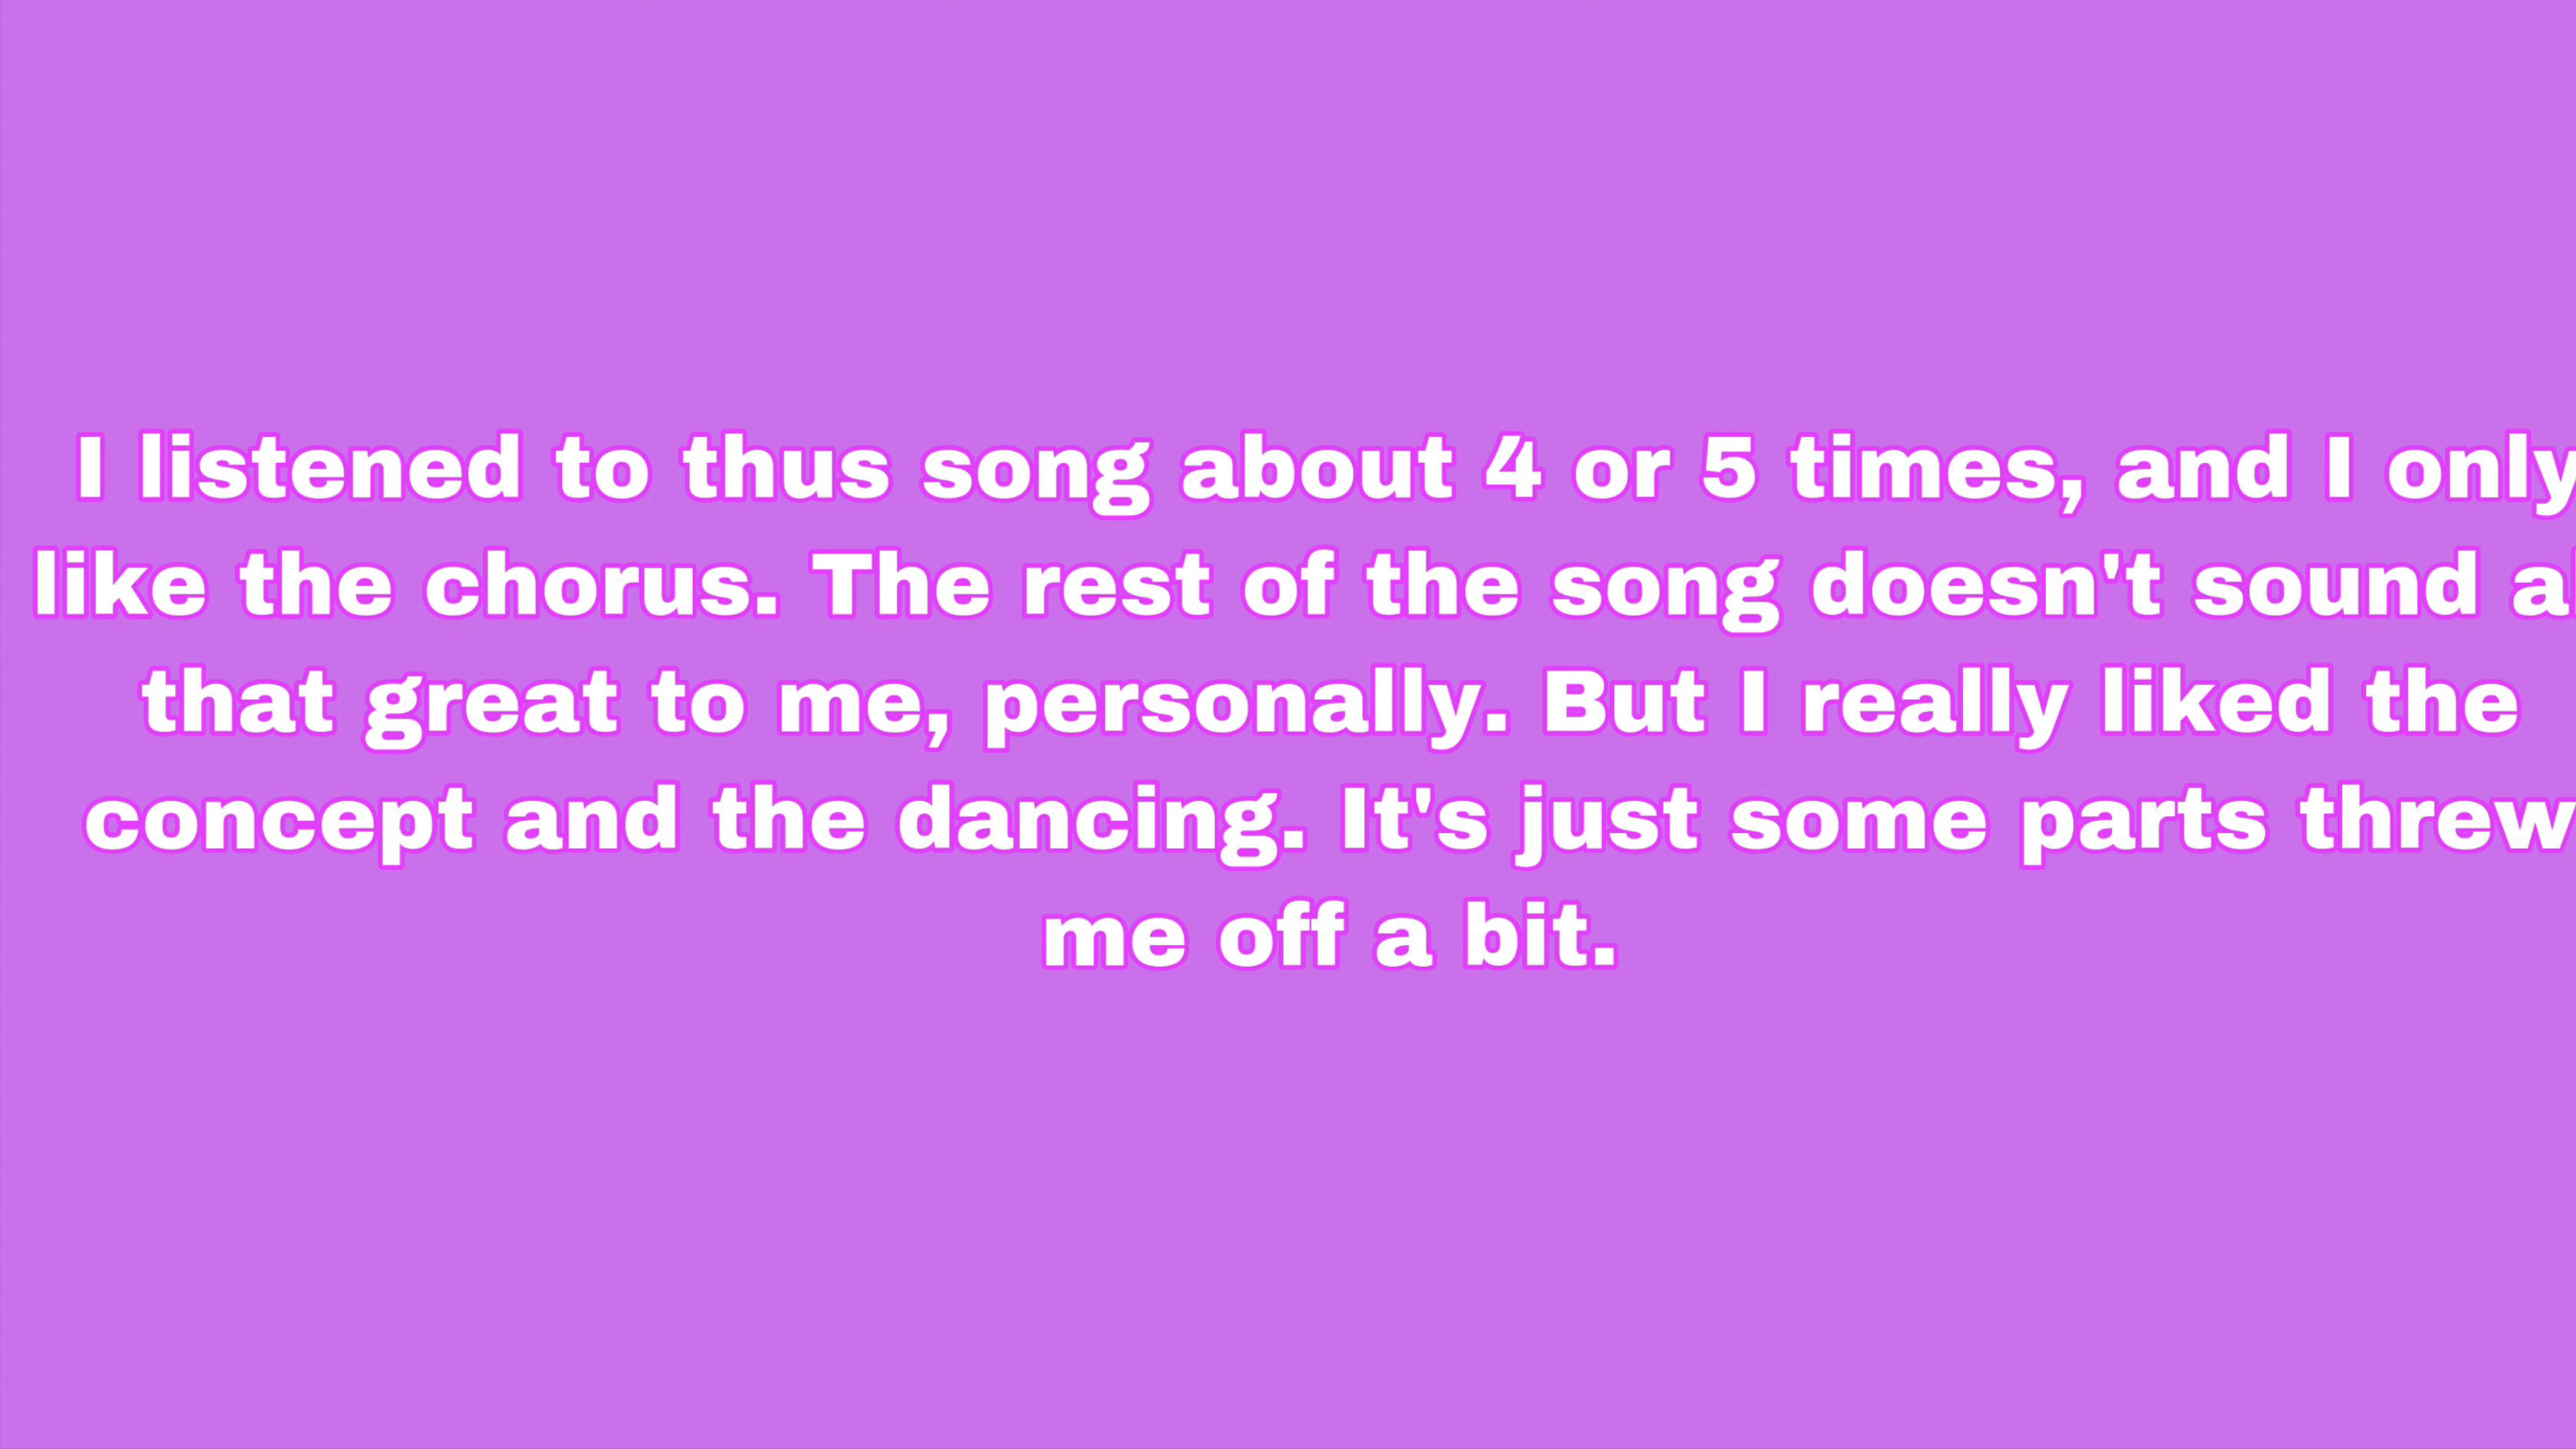 I listened to thus song about 4 or 5 times, and I only
like the chorus. The rest of the song doesn't sound
that great to me, personally. But I really liked the
concept and the dancing. It's just some parts threw
me off a bit.